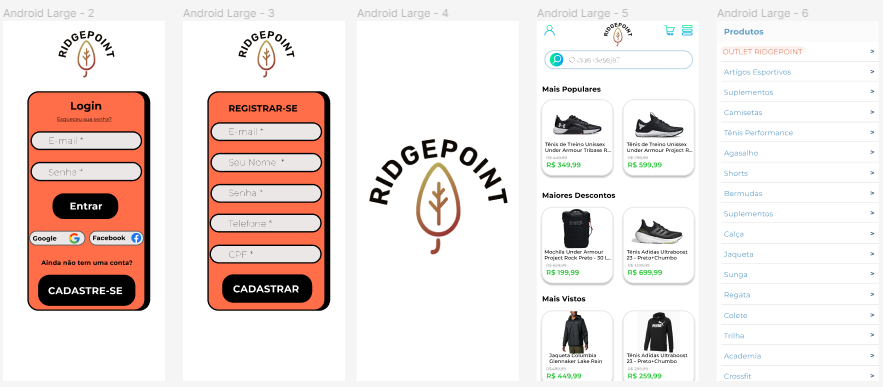 Android Large - 2
RIDGEPOINT
Login
Esqueceu sua senha?
E-mail *
Senha *
Entrar
Google
Facebook
Ainda não tem uma conta?
CADASTRE-SE
Android Large - 3
RIDGEPOINT
REGISTRAR-SE
E-mail *
Seu Nome *
Senha *
Telefone *
CPF *
CADASTRAR
Android Large - 4
RIDGEPOINT
Android Large - 5
RIDGEPOINT
O que deseja?
Mais Populares
Tênis de Treino Unissex
Under Armour Tribase R...
R$ 349,99
Tênis de Treino Unissex
Under Armour Project R...
R$ 599,99
Maiores Descontos
Mochila Under Armour
Project Rock Preto - 30 L...
R$ 199,99
Tênis Adidas Ultraboost
23 - Preto+Chumbo
R$ 699,99
Mais Vistos
Jaqueta Columbia
Glennaker Lake Rain
R$ 449,99
PUMA
Tênis Adidas Ultraboost
23 - Preto+Chumbo
R$ 259,99
Android Large - 6
Produtos
OUTLET RIDGEPOINT >
Artigos Esportivos >
Suplementos >
Camisetas >
Tênis Performance >
Agasalho >
Shorts >
Bermudas >
Suplementos >
Calça >
Jaqueta >
Sunga >
Regata >
Colete >
Trilha >
Academia >
Crossfit >